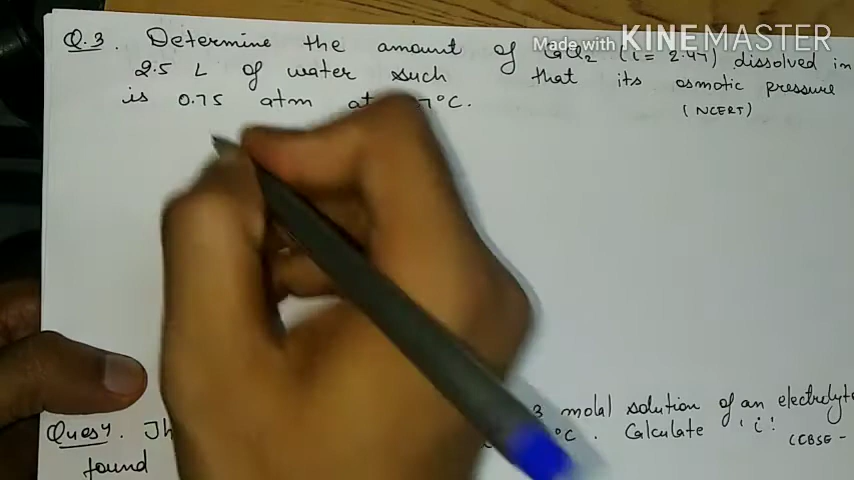 Made with KINEMASTER
Q.3. Determine the amount of CaCl2 (i= 2.47) dissolved in
2.5 L of water such that its osmotic pressure
is 0.75 atm at 7°C.
(NCERT)
3 molal solution of an electrolyte
Ques4. Th °C. Calculate 'i'.
(CBSE -
found